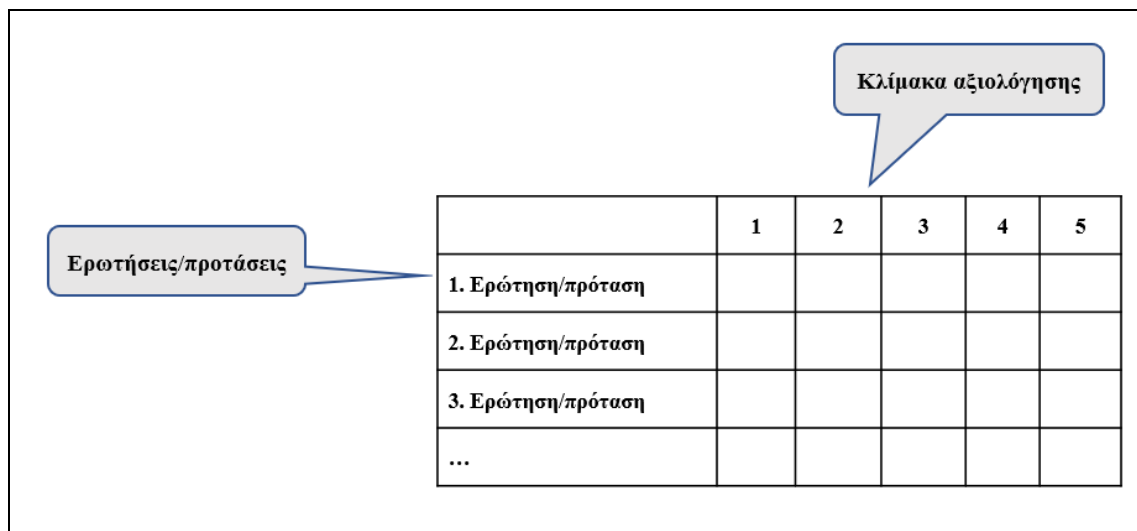 Κλίμακα αξιολόγησης
1 2 3 4 5
Ερωτήσεις/προτάσεις
1. Ερώτηση/πρόταση
2. Ερώτηση/πρόταση
3. Ερώτηση/πρόταση
…